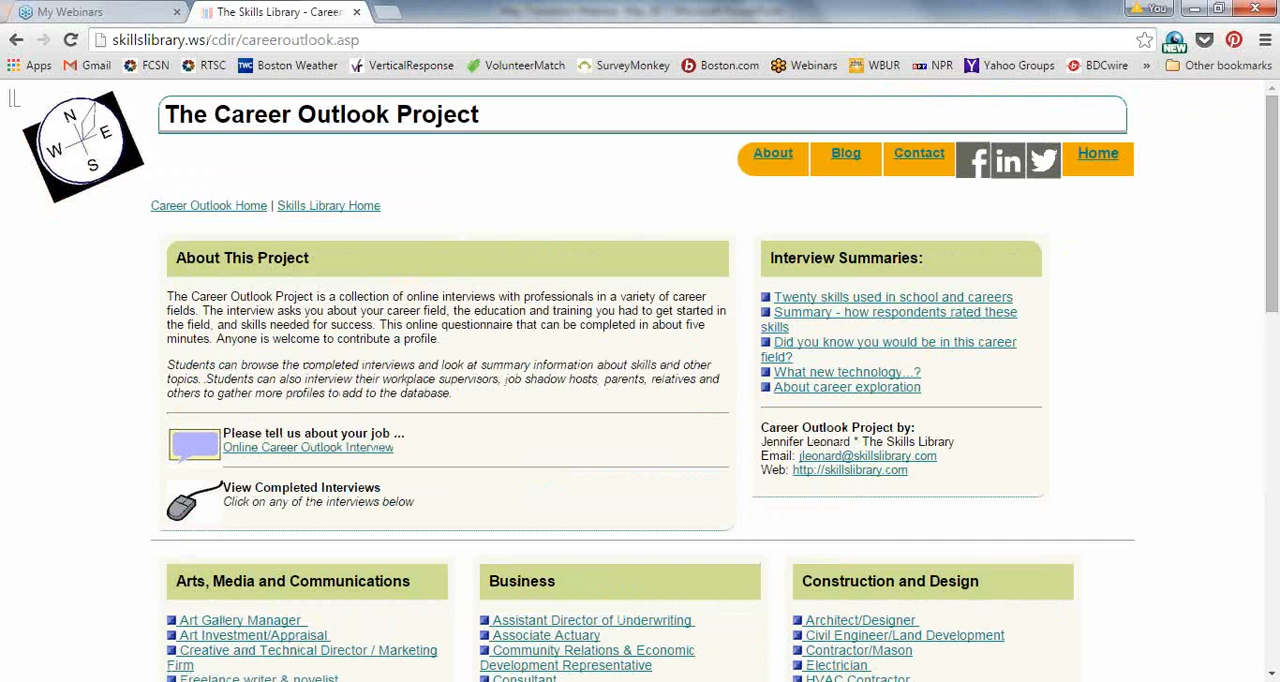 My Webinars
The Skills Library - Career
You
skillslibrary.ws/cdir/careeroutlook.asp
NEW
Apps Gmail FCSN RTSC TWC Boston Weather VerticalResponse VolunteerMatch SurveyMonkey Boston.com Webinars WBUR NPR Yahoo Groups BDCwire » Other bookmarks
N
W E
S
The Career Outlook Project
About Blog Contact f in Home
Career Outlook Home | Skills Library Home
About This Project
The Career Outlook Project is a collection of online interviews with professionals in a variety of career
fields. The interview asks you about your career field, the education and training you had to get started in
the field, and skills needed for success. This online questionnaire that can be completed in about five
minutes. Anyone is welcome to contribute a profile.
Students can browse the completed interviews and look at summary information about skills and other
topics. .Students can also interview their workplace supervisors, job shadow hosts, parents, relatives and
others to gather more profiles to add to the database.
Please tell us about your job ...
Online Career Outlook Interview
View Completed Interviews
Click on any of the interviews below
Interview Summaries:
Twenty skills used in school and careers
Summary - how respondents rated these
skills
Did you know you would be in this career
field?
What new technology...?
About career exploration
Career Outlook Project by:
Jennifer Leonard * The Skills Library
Email: jleonard@skillslibrary.com
Web: http://skillslibrary.com
Arts, Media and Communications
Art Gallery Manager
Art Investment/Appraisal
Creative and Technical Director / Marketing
Firm
Freelance writer & novelist
Business
Assistant Director of Underwriting
Associate Actuary
Community Relations & Economic
Development Representative
Consultant
Construction and Design
Architect/Designer
Civil Engineer/Land Development
Contractor/Mason
Electrician
HVAC Contractor